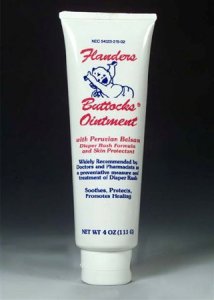 NDC 54323-215-02
Flanders
Buttocks®
Ointment
with Peruvian Balsam
Diaper Rash Formula
and Skin Protectant
Widely Recommended by
Doctors and Pharmacists as
a preventative measure and
treatment of Diaper Rash
Soothes, Protects,
Promotes Healing
NET WT 4 OZ (113 G)